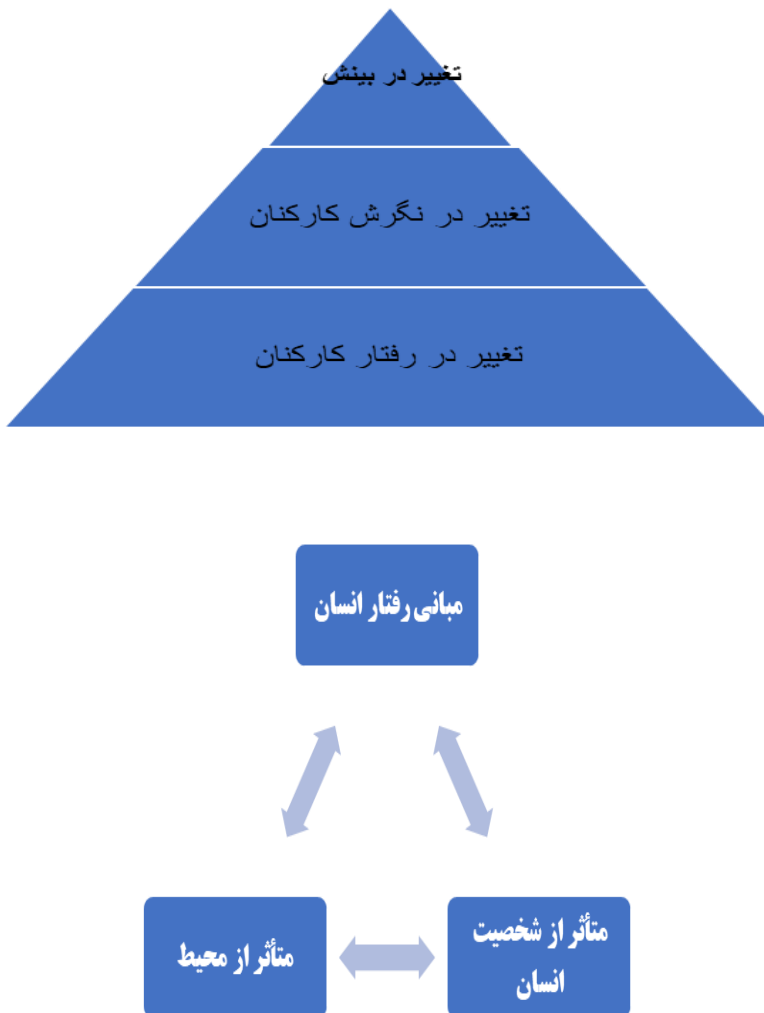 تغییر در بینش
تغییر در نگرش کارکنان
تغییر در رفتار کارکنان
مبانی رفتار انسان
متأثر از شخصیت
انسان
متأثر از محیط